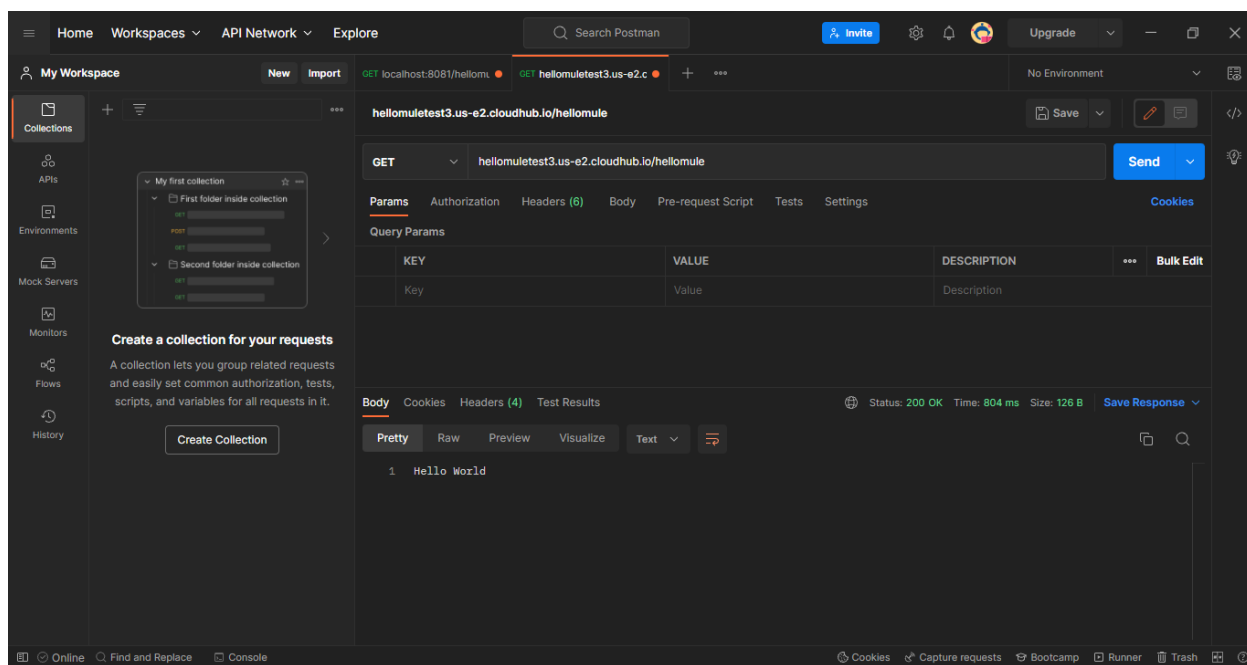 Home Workspaces API Network Explore Search Postman Invite Upgrade
My Workspace New Import GET localhost:8081/hellomu GET hellomuletest3.us-e2.c No Environment
Collections
APIs
Environments
Mock Servers
Monitors
Flows
History
My first collection
First folder inside collection
GET
POST
GET
Second folder inside collection
GET
GET
Create a collection for your requests
A collection lets you group related requests
and easily set common authorization, tests,
scripts, and variables for all requests in it.
Create Collection
hellomuletest3.us-e2.cloudhub.io/hellomule Save
GET hellomuletest3.us-e2.cloudhub.io/hellomule Send
Params Authorization Headers (6) Body Pre-request Script Tests Settings Cookies
Query Params
KEY VALUE DESCRIPTION Bulk Edit
Key Value Description
Body Cookies Headers (4) Test Results Status: 200 OK Time: 804 ms Size: 126 B Save Response
Pretty Raw Preview Visualize Text
1 Hello World
Online Find and Replace Console Cookies Capture requests Bootcamp Runner Trash